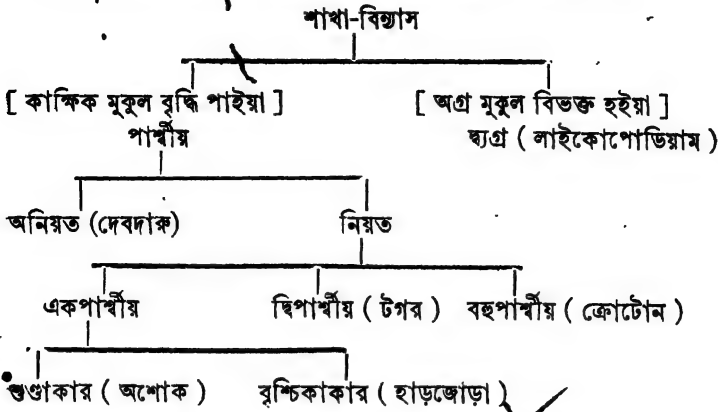 শাখা-বিন্যাস
[ কাক্ষিক মুকুল বৃদ্ধি পাইয়া ] [ অগ্র মুকুল বিভক্ত হইয়া ]
পার্শ্বীয় দ্ব্যগ্র ( লাইকোপোডিয়াম )
অনিয়ত (দেবদারু) নিয়ত
একপার্শ্বীয় দ্বিপার্শ্বীয় ( টগর ) বহুপার্শ্বীয় ( ক্রোটোন )
শুণ্ডাকার ( অশোক ) বৃশ্চিকাকার ( হাড়জোড়া )